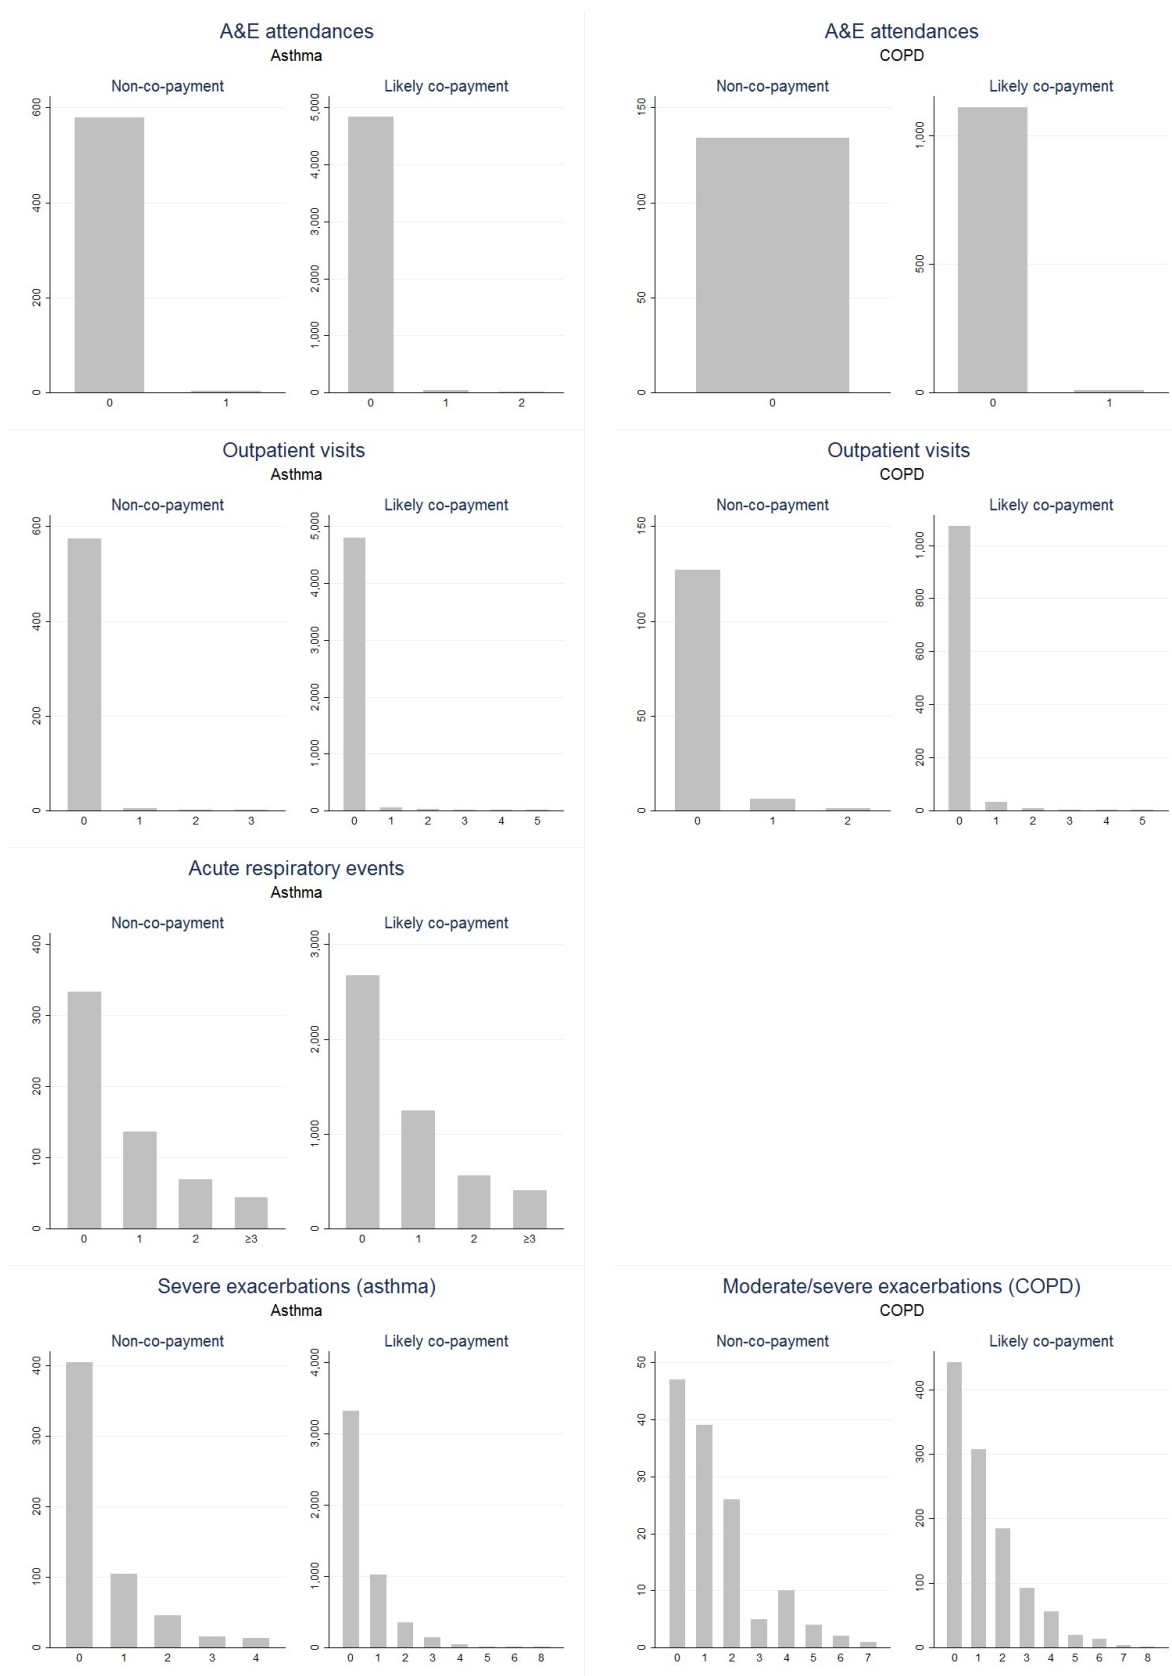 A&E attendances
Asthma
Non-co-payment
Likely co-payment
600
400
200
0
0 1
5,000
4,000
3,000
2,000
1,000
0
0 1 2
A&E attendances
COPD
Non-co-payment
Likely co-payment
150
100
50
0
0
1,000
500
0
0 1
Outpatient visits
Asthma
Non-co-payment
Likely co-payment
600
400
200
0
0 1 2 3
5,000
4,000
3,000
2,000
1,000
0
0 1 2 3 4 5
Outpatient visits
COPD
Non-co-payment
Likely co-payment
150
100
50
0
0 1 2
1,000
800
600
400
200
0
0 1 2 3 4 5
Acute respiratory events
Asthma
Non-co-payment
Likely co-payment
400
300
200
100
0
0 1 2 ≥3
3,000
2,000
1,000
0
0 1 2 ≥3
Severe exacerbations (asthma)
Asthma
Non-co-payment
Likely co-payment
400
300
200
100
0
0 1 2 3 4
4,000
3,000
2,000
1,000
0
0 1 2 3 4 5 6 8
Moderate/severe exacerbations (COPD)
COPD
Non-co-payment
Likely co-payment
50
40
30
20
10
0
0 1 2 3 4 5 6 7
400
300
200
100
0
0 1 2 3 4 5 6 7 8